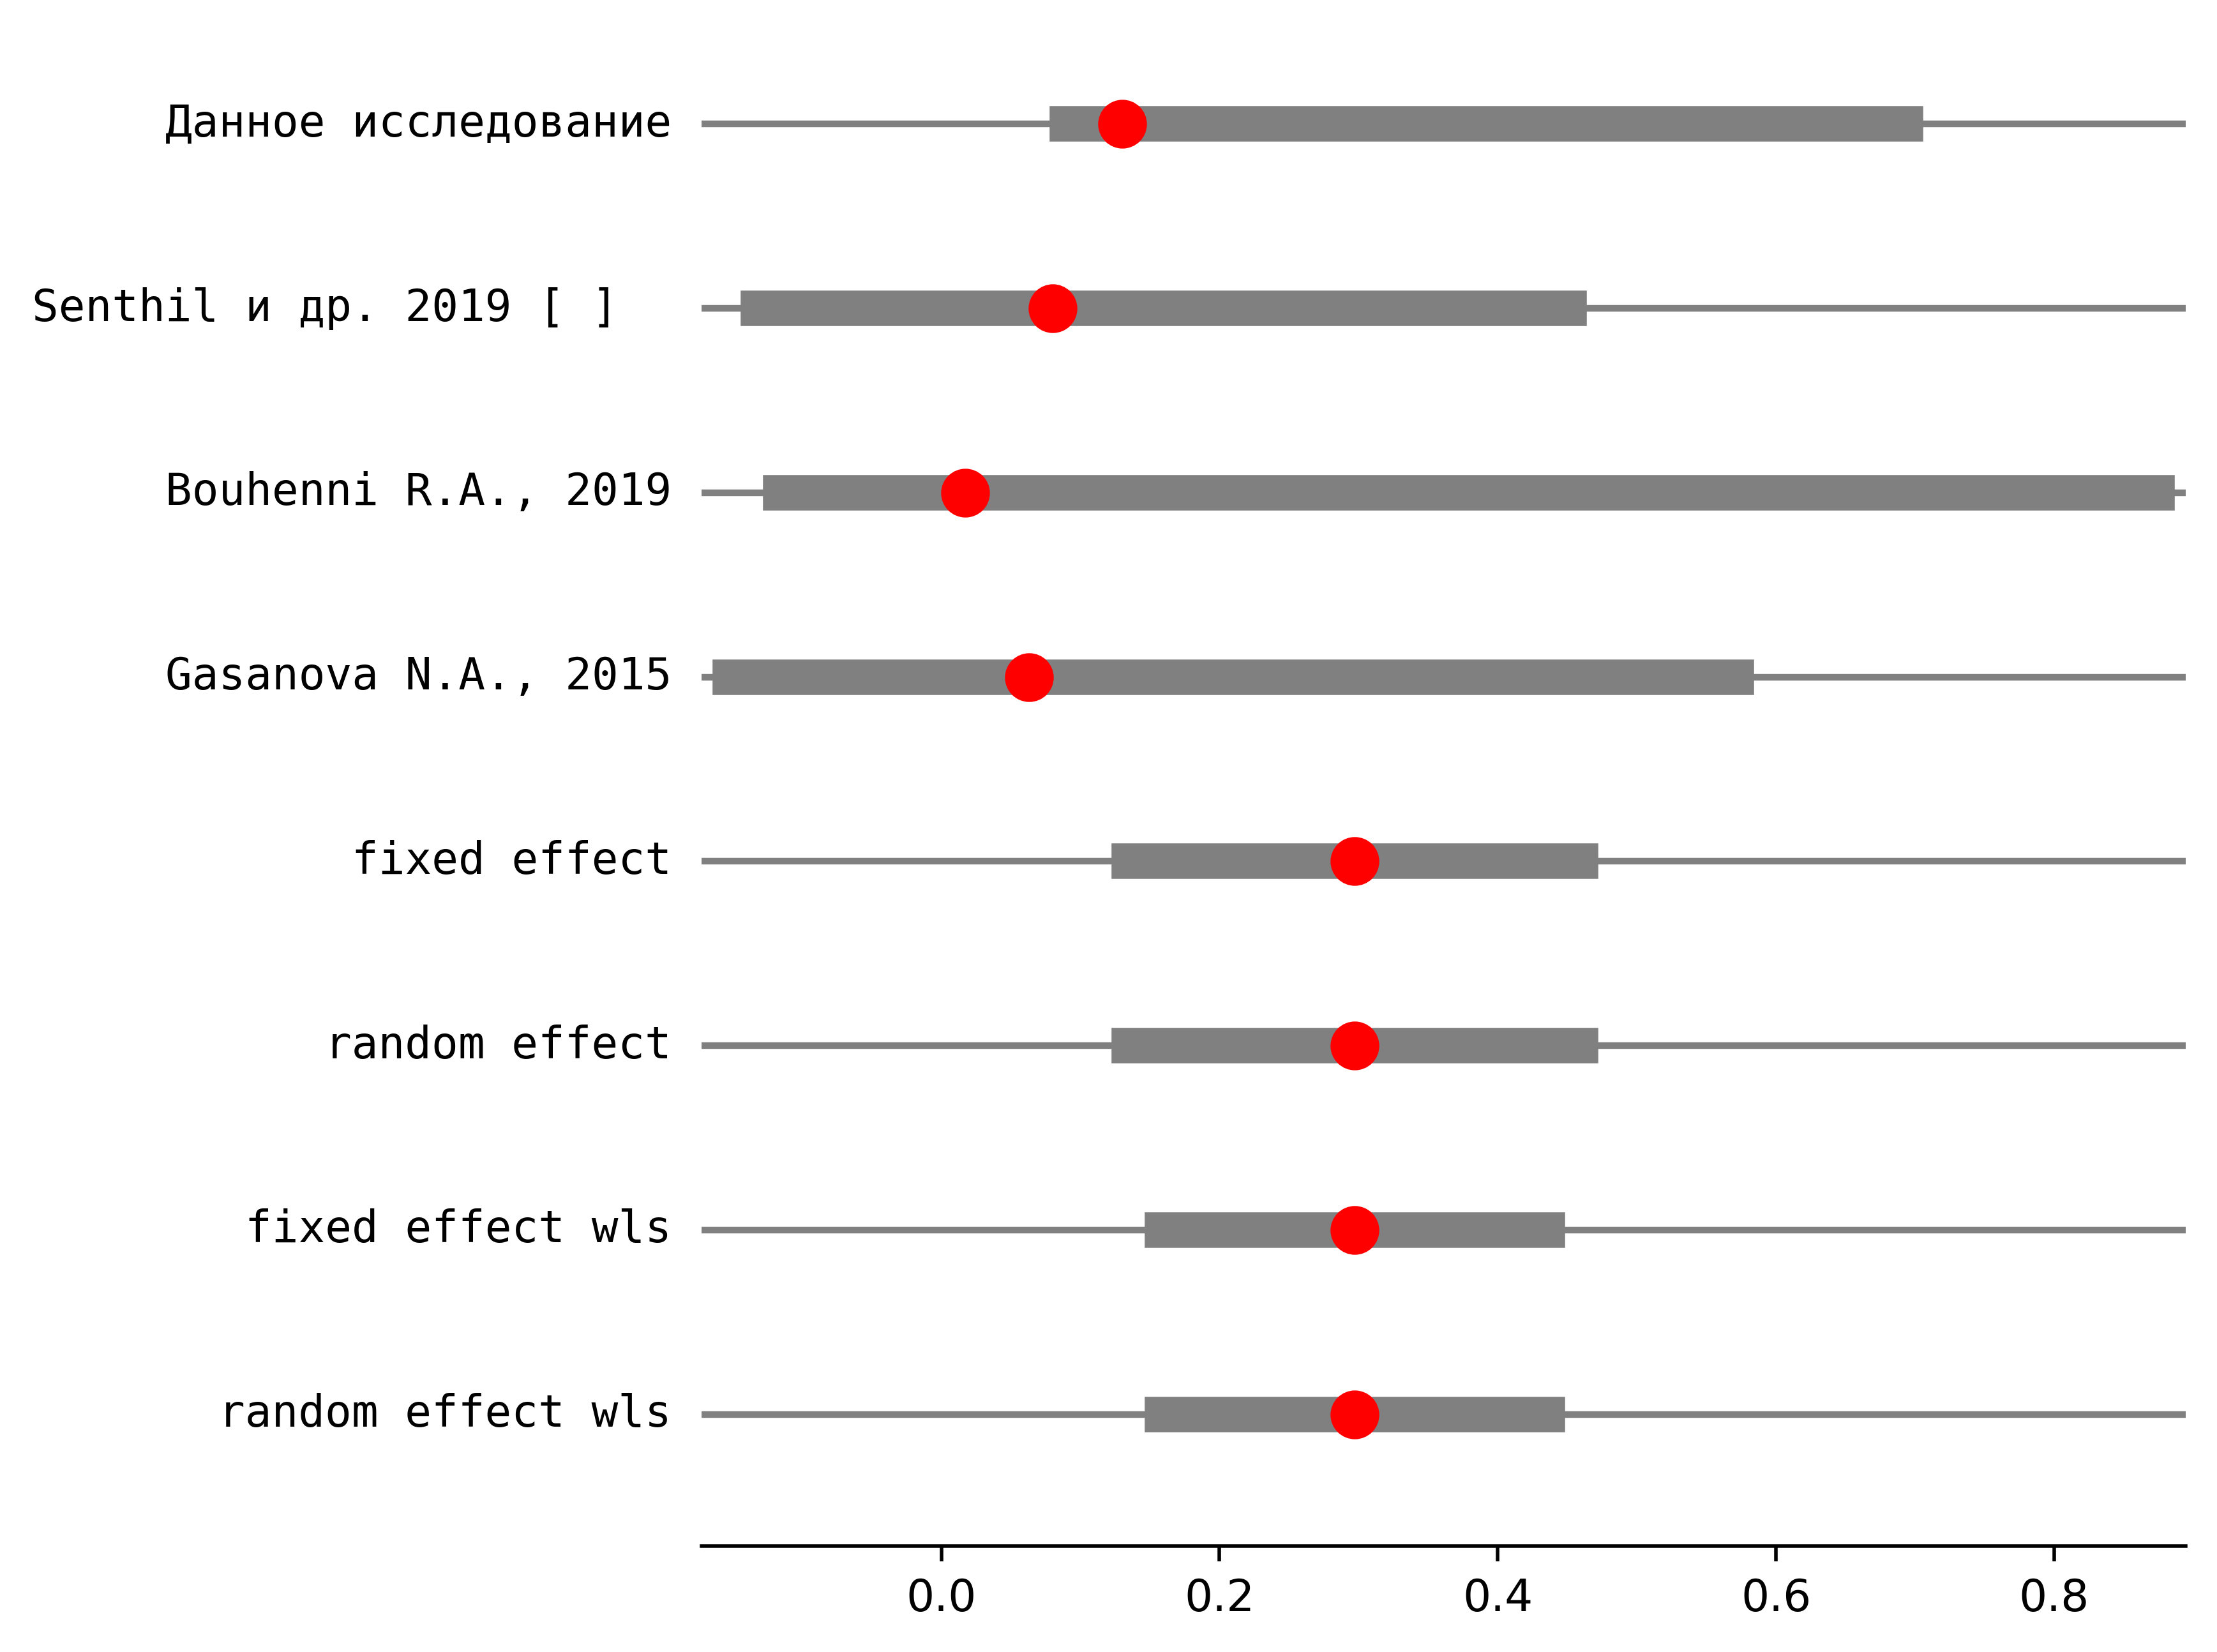 Данное исследование
Senthil и др. 2019 [ ]
Bouhenni R.A., 2019
Gasanova N.A., 2015
fixed effect
random effect
fixed effect wls
random effect wls
0.0 0.2 0.4 0.6 0.8